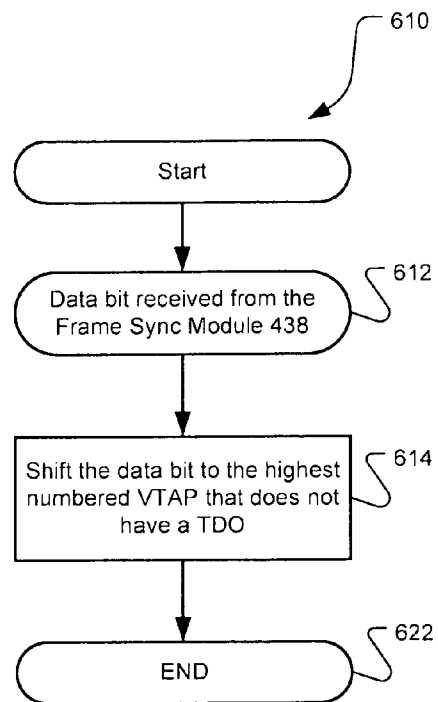 610
Start
Data bit received from the
Frame Sync Module 438
612
Shift the data bit to the highest
numbered VTAP that does not
have a TDO
614
END
622